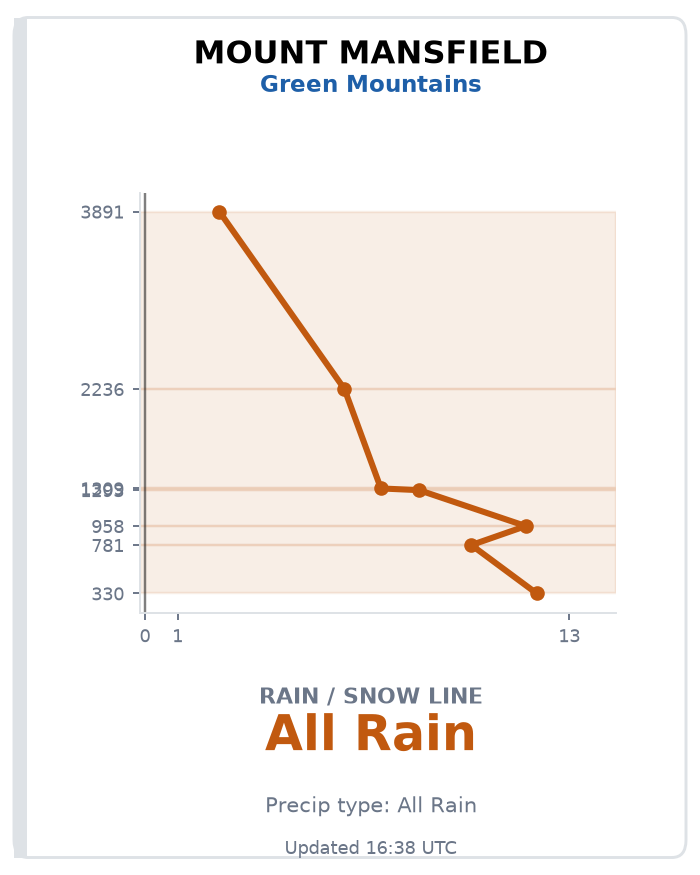 MOUNT MANSFIELD
Green Mountains
3891
2236
958
781
330
0 1 13
RAIN / SNOW LINE
All Rain
Precip type: All Rain
Updated 16:38 UTC